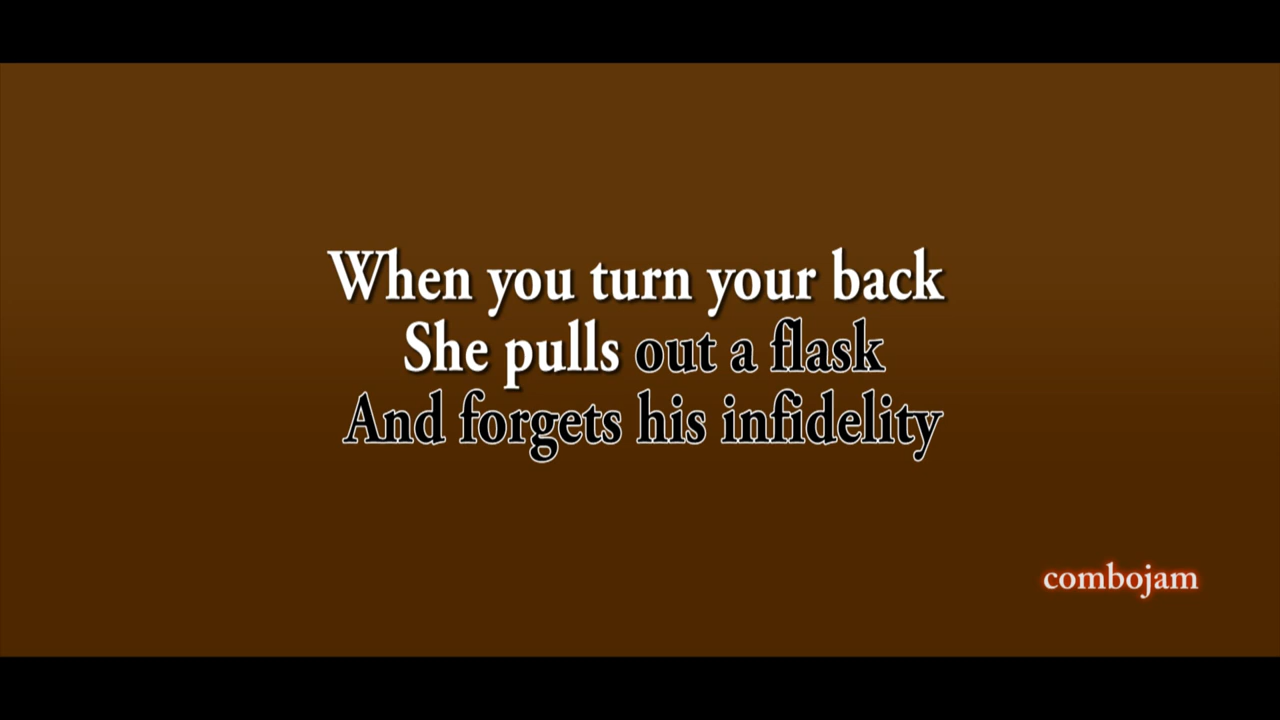 When you turn your back
She pulls out a flask
And forgets his infidelity
combojam